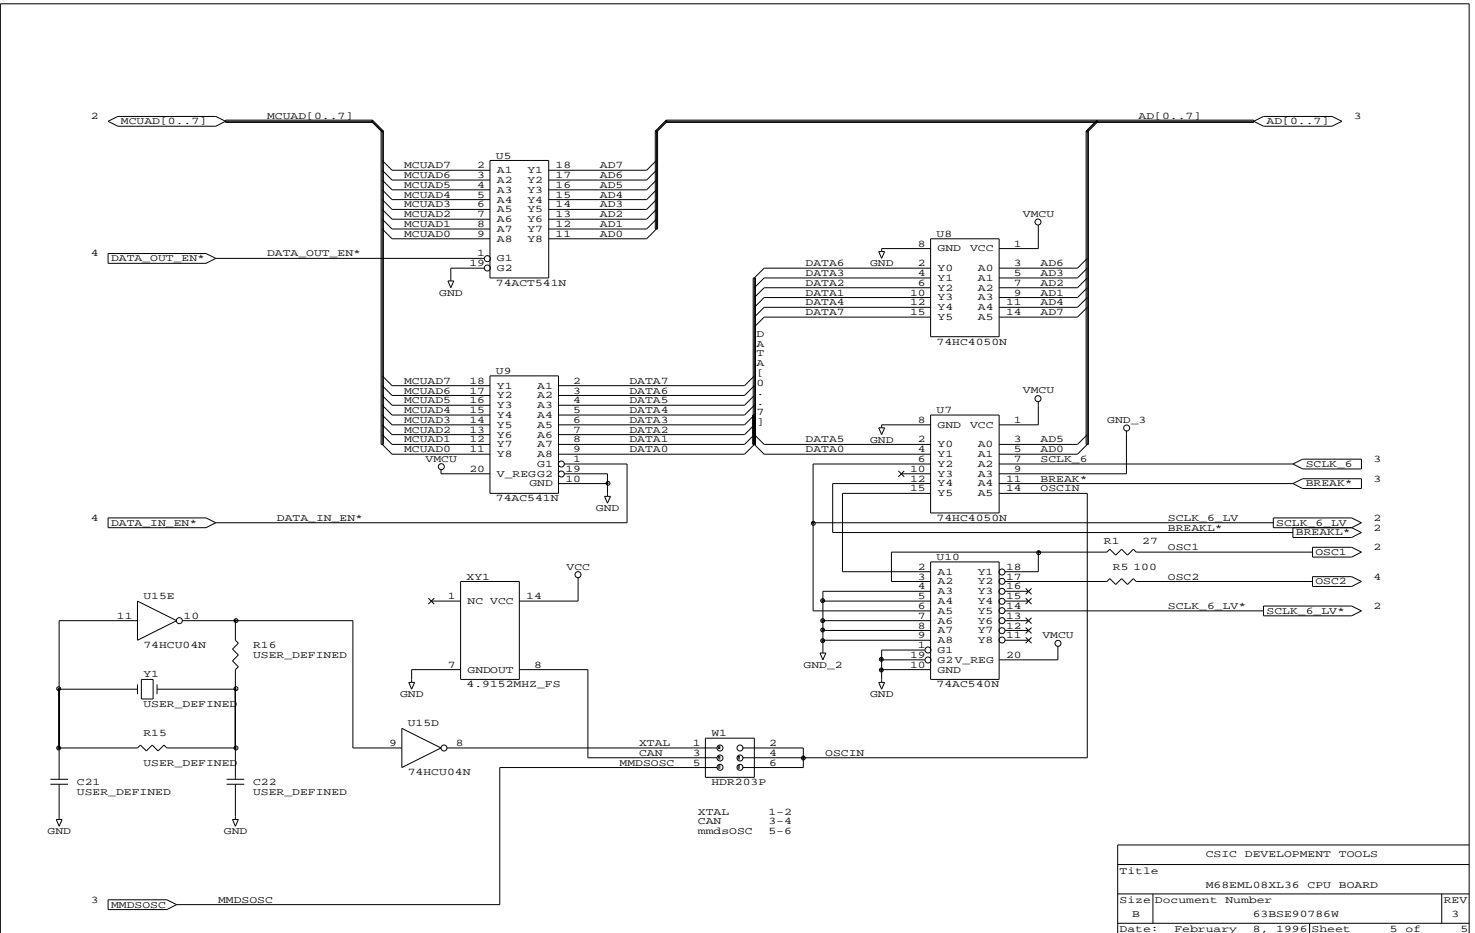 2 MCUAD[0..7] MCUAD[0..7] AD[0..7] AD[0..7] 3
U5
MCUAD7 2 A1 Y1 18 AD7
MCUAD6 3 A2 Y2 17 AD6
MCUAD5 4 A3 Y3 16 AD5
MCUAD4 5 A4 Y4 15 AD4
MCUAD3 6 A5 Y5 14 AD3
MCUAD2 7 A6 Y6 13 AD2
MCUAD1 8 A7 Y7 12 AD1
MCUAD0 9 A8 Y8 11 AD0
4 DATA_OUT_EN* DATA_OUT_EN* 1 G1
19 G2
GND
74ACT541N
VMCU
U8
8 GND VCC 1
GND
DATA6 2 Y0 A0 3 AD6
DATA3 4 Y1 A1 5 AD3
DATA2 6 Y2 A2 7 AD2
DATA1 10 Y3 A3 9 AD1
DATA4 12 Y4 A4 11 AD4
DATA7 15 Y5 A5 14 AD7
74HC4050N
DATA[0..7]
U9
MCUAD7 18 Y1 A1 2 DATA7
MCUAD6 17 Y2 A2 3 DATA6
MCUAD5 16 Y3 A3 4 DATA5
MCUAD4 15 Y4 A4 5 DATA4
MCUAD3 14 Y5 A5 6 DATA3
MCUAD2 13 Y6 A6 7 DATA2
MCUAD1 12 Y7 A7 8 DATA1
MCUAD0 11 Y8 A8 9 DATA0
G1 1
VMCU 20 V_REG G2 19
GND 10
GND
74AC541N
4 DATA_IN_EN* DATA_IN_EN*
VMCU
U7
8 GND VCC 1
GND
GND_3
DATA5 2 Y0 A0 3 AD5
DATA0 4 Y1 A1 5 AD0
6 Y2 A2 7 SCLK_6 SCLK_6 3
10 Y3 A3 9
12 Y4 A4 11 BREAK* BREAK* 3
15 Y5 A5 14 OSCIN
74HC4050N
SCLK_6_LV SCLK_6_LV 2
BREAKL* BREAKL* 2
R1 27 OSC1 OSC1 2
R5 100 OSC2 OSC2 4
SCLK_6_LV* SCLK_6_LV* 2
U10
2 A1 Y1 18
3 A2 Y2 17
4 A3 Y3 16
5 A4 Y4 15
6 A5 Y5 14
7 A6 Y6 13
8 A7 Y7 12
9 A8 Y8 11
1 G1
19 G2 V_REG 20 VMCU
10 GND
GND_2
GND
74AC540N
XY1
VCC
1 NC VCC 14
7 GND OUT 8
GND
4.9152MHZ_FS
U15E
11 10
74HCU04N
R16
USER_DEFINED
Y1
USER_DEFINED
R15
USER_DEFINED
C21
USER_DEFINED
C22
USER_DEFINED
GND GND
U15D
9 8
74HCU04N
W1
XTAL 1 2
CAN 3 4 OSCIN
MMDSOSC 5 6
HDR203P
XTAL 1-2
CAN 3-4
mmdsOSC 5-6
3 MMDSOSC MMDSOSC
CSIC DEVELOPMENT TOOLS
Title
M68EML08XL36 CPU BOARD
Size Document Number REV
B 63BSE90786W 3
Date: February 8, 1996 Sheet 5 of 5